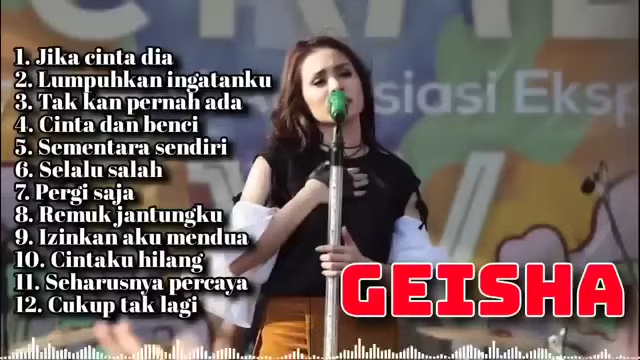 1. Jika cinta dia
2. Lumpuhkan ingatanku
3. Tak kan pernah ada
4. Cinta dan benci
5. Sementara sendiri
6. Selalu salah
7. Pergi saja
8. Remuk jantungku
9. Izinkan aku mendua
10. Cintaku hilang
11. Seharusnya percaya
12. Cukup tak lagi
siasi Eksp
GEISHA